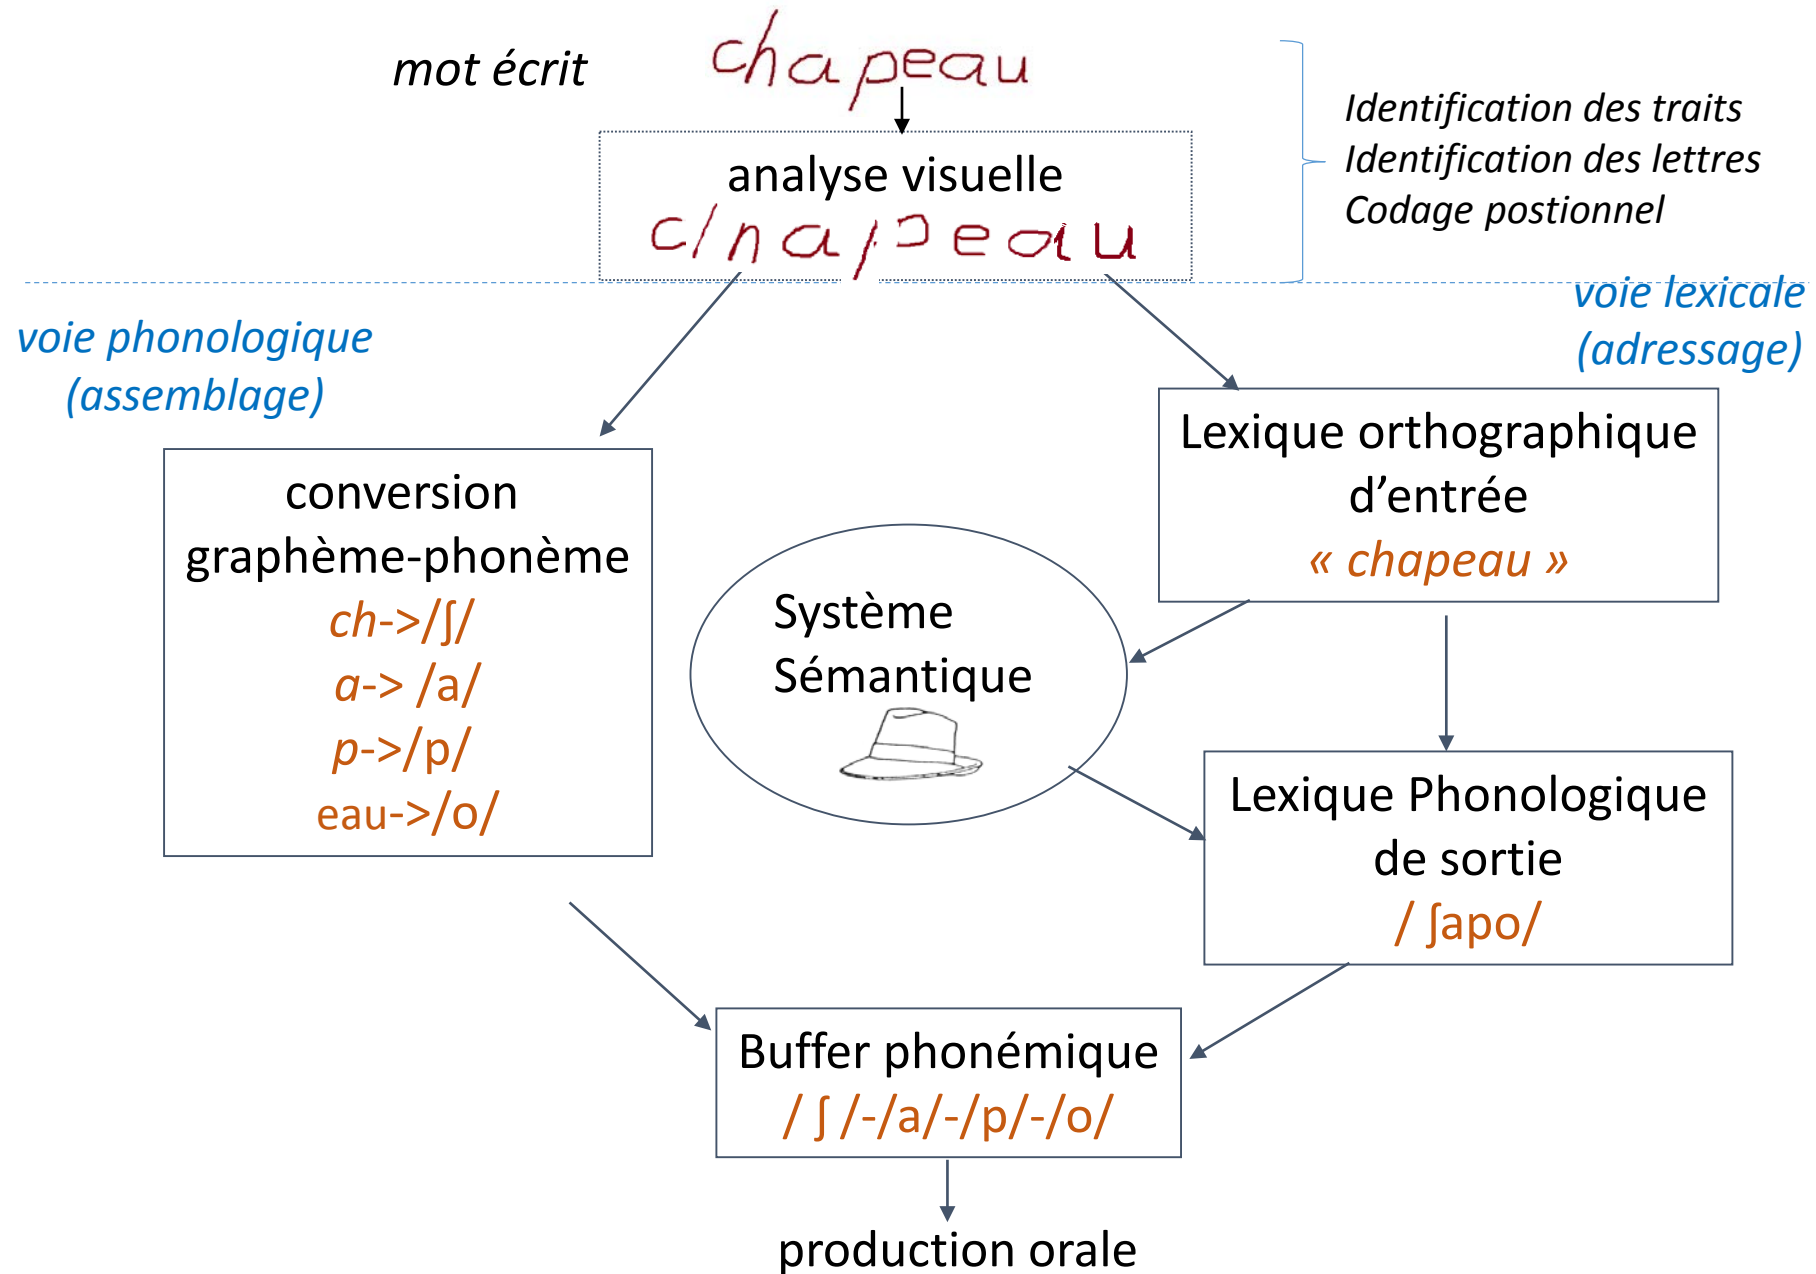 mot écrit
chapeau
Identification des traits
Identification des lettres
Codage postionnel
analyse visuelle
chapeau
voie phonologique
(assemblage)
voie lexicale
(adressage)
conversion
graphème-phonème
ch->/ʃ/
a-> /a/
p->/p/
eau->/o/
Lexique orthographique
d’entrée
« chapeau »
Système
Sémantique
Lexique Phonologique
de sortie
/ ʃapo/
Buffer phonémique
/ ʃ /-/a/-/p/-/o/
production orale